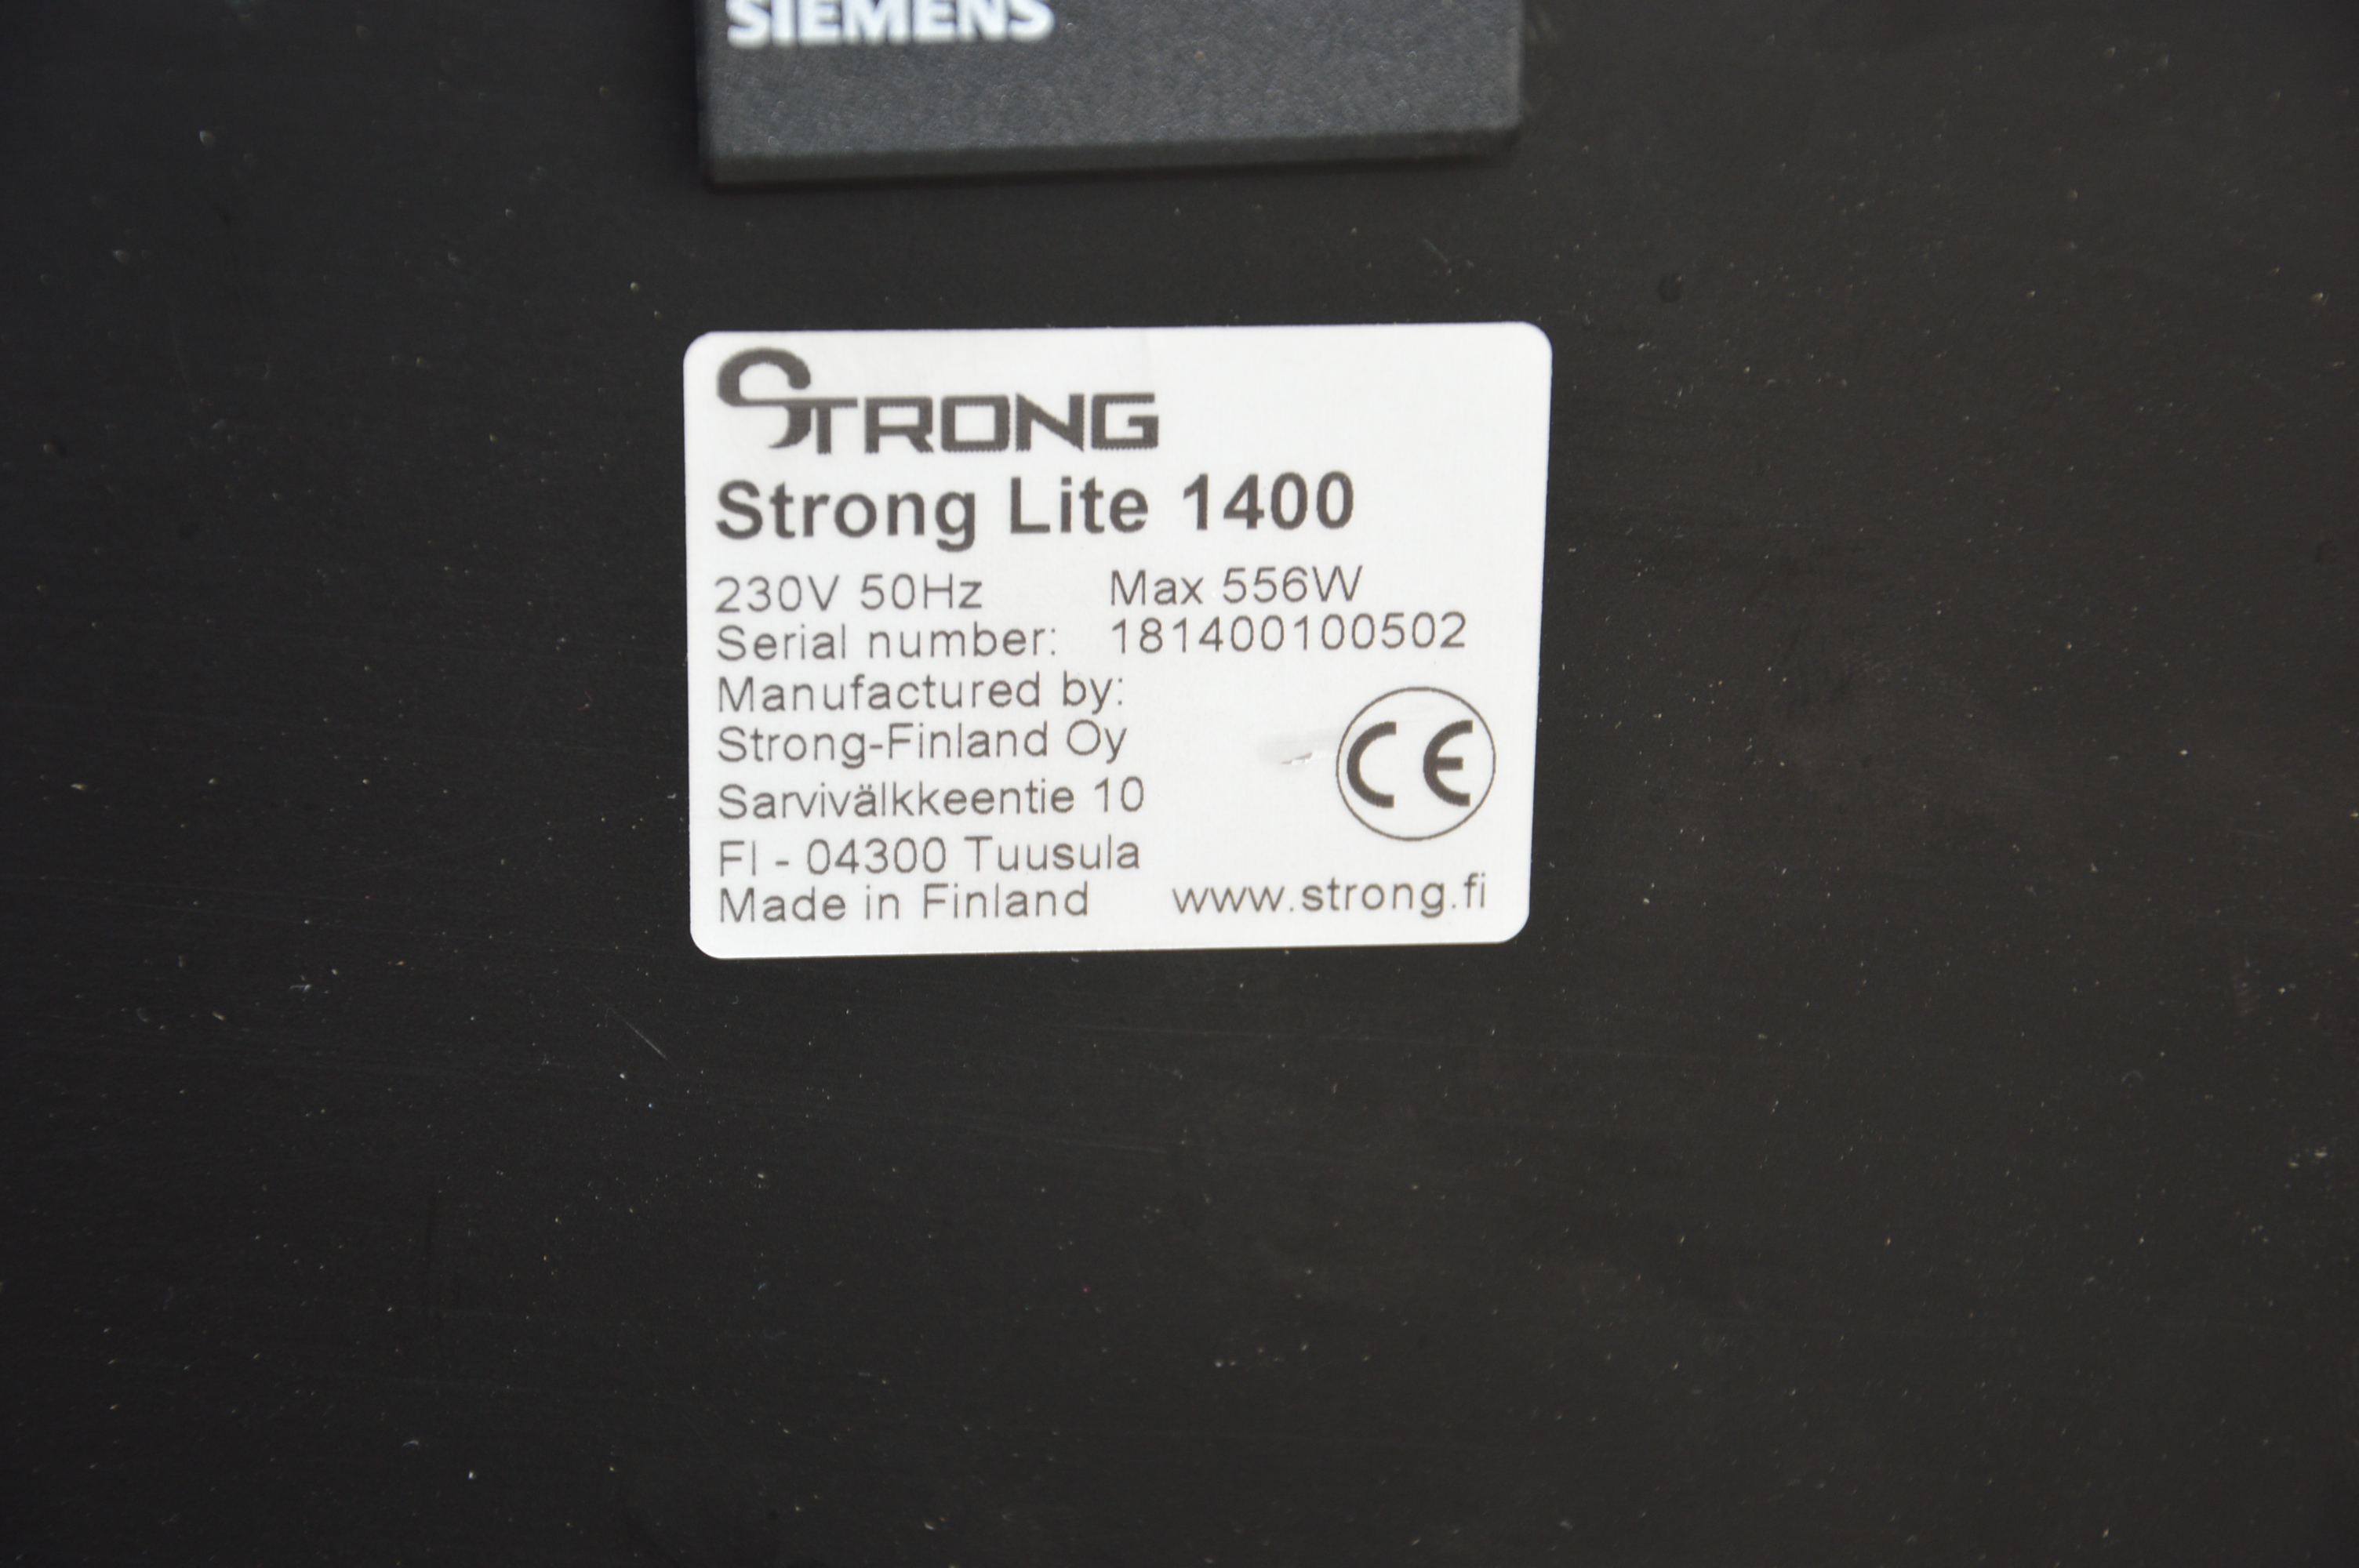 SIEMENS
STRONG
Strong Lite 1400
230V 50Hz Max 556W
Serial number: 181400100502
Manufactured by:
Strong-Finland Oy
Sarvivälkkeentie 10
CE
FI - 04300 Tuusula
Made in Finland www.strong.fi